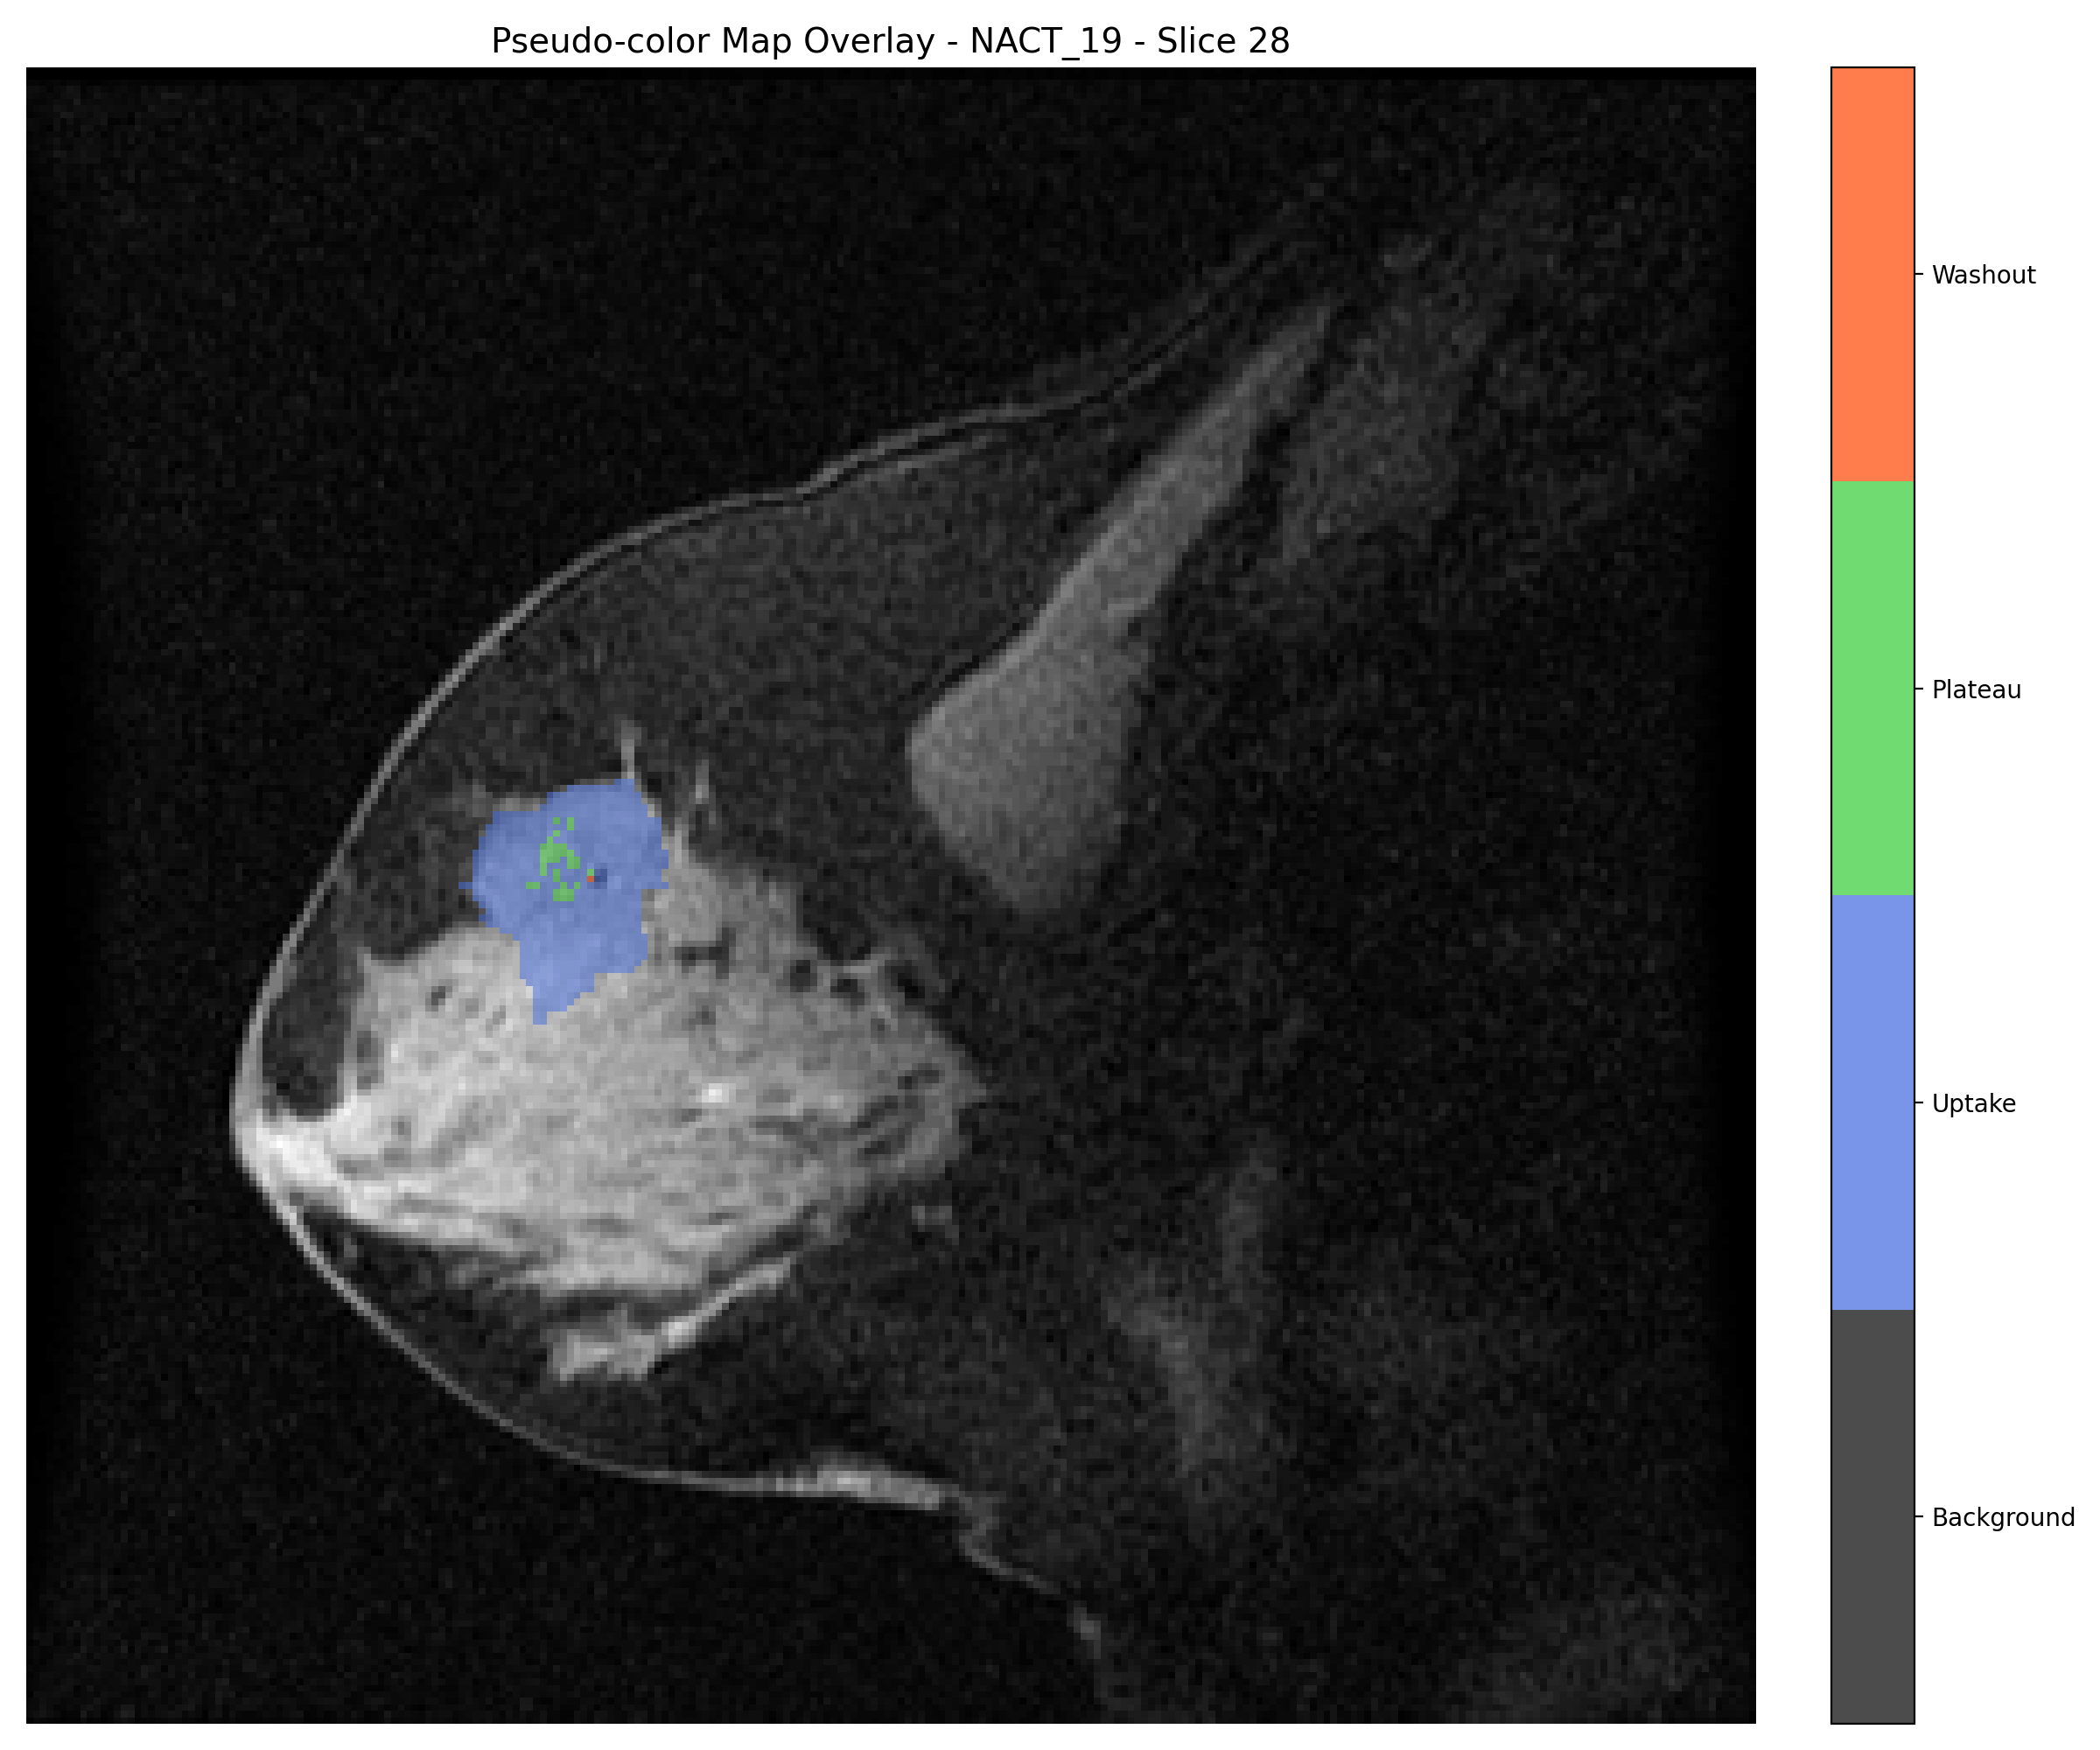 Pseudo-color Map Overlay - NACT_19 - Slice 28
Washout
Plateau
Uptake
Background